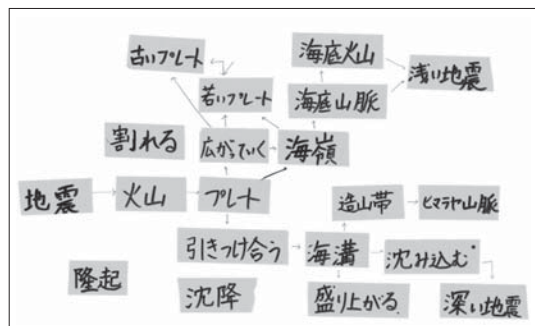 海底火山
古いプレート
浅い地震
若いプレート
海底山脈
割れる
広がっていく
海嶺
地震
火山
プレート
造山帯
ヒマラヤ山脈
引きつけ合う
海溝
沈み込む
隆起
沈降
盛り上がる
深い地震